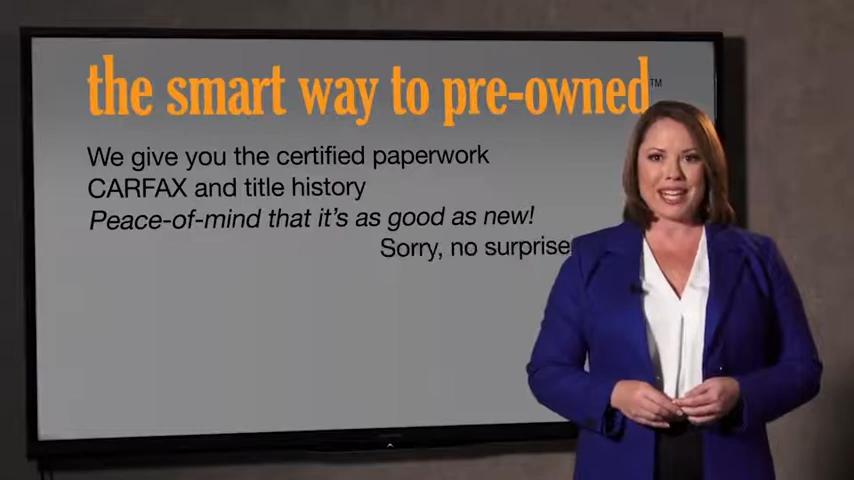 the smart way to pre-owned™
We give you the certified paperwork
CARFAX and title history
Peace-of-mind that it's as good as new!
Sorry, no surprise